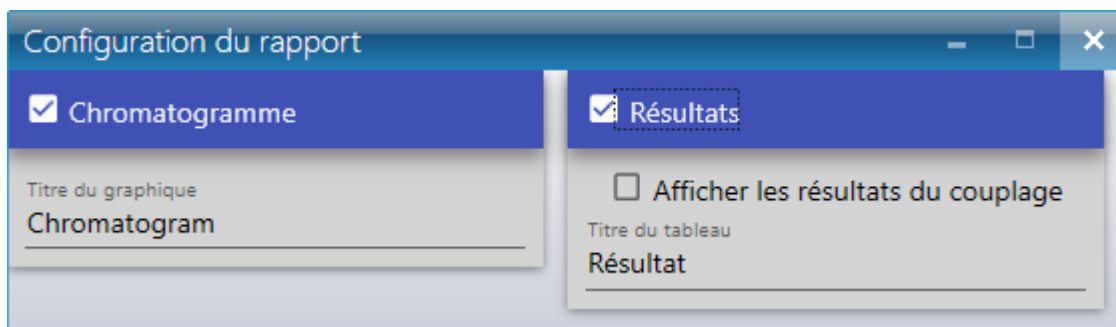 Configuration du rapport
Chromatogramme
Titre du graphique
Chromatogram
Résultats
Afficher les résultats du couplage
Titre du tableau
Résultat